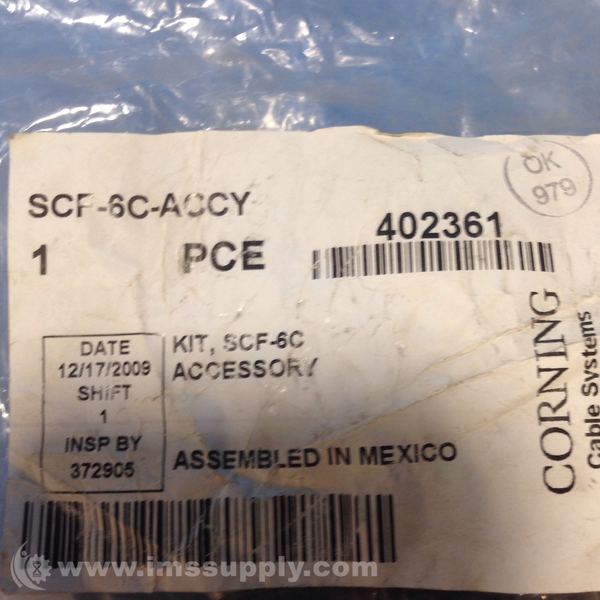 SCF-6C-ACCY
1 PCE
402361
OK
979
DATE
12/17/2009
SHIFT
1
INSP BY
372905
KIT, SCF-6C
ACCESSORY
ASSEMBLED IN MEXICO
CORNING
Cable Systems
www.imssupply.com